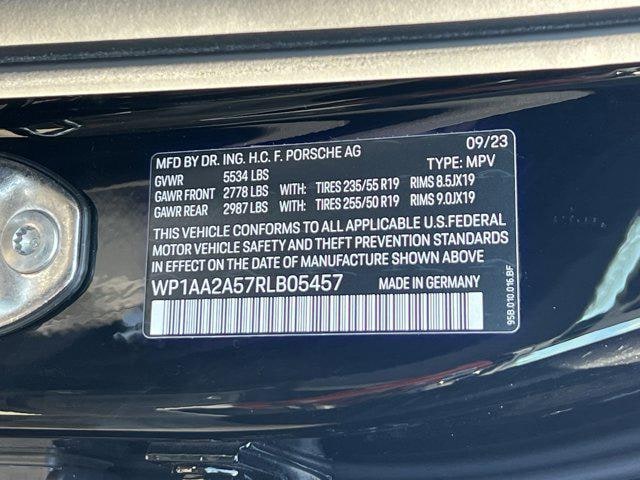 MFD BY DR. ING. H.C. F. PORSCHE AG 09/23
GVWR 5534 LBS TYPE: MPV
GAWR FRONT 2778 LBS WITH: TIRES 235/55 R19 RIMS 8.5JX19
GAWR REAR 2987 LBS WITH: TIRES 255/50 R19 RIMS 9.0JX19
THIS VEHICLE CONFORMS TO ALL APPLICABLE U.S.FEDERAL
MOTOR VEHICLE SAFETY AND THEFT PREVENTION STANDARDS
IN EFFECT ON THE DATE OF MANUFACTURE SHOWN ABOVE
WP1AA2A57RLB05457 MADE IN GERMANY
95B.010.016.BF